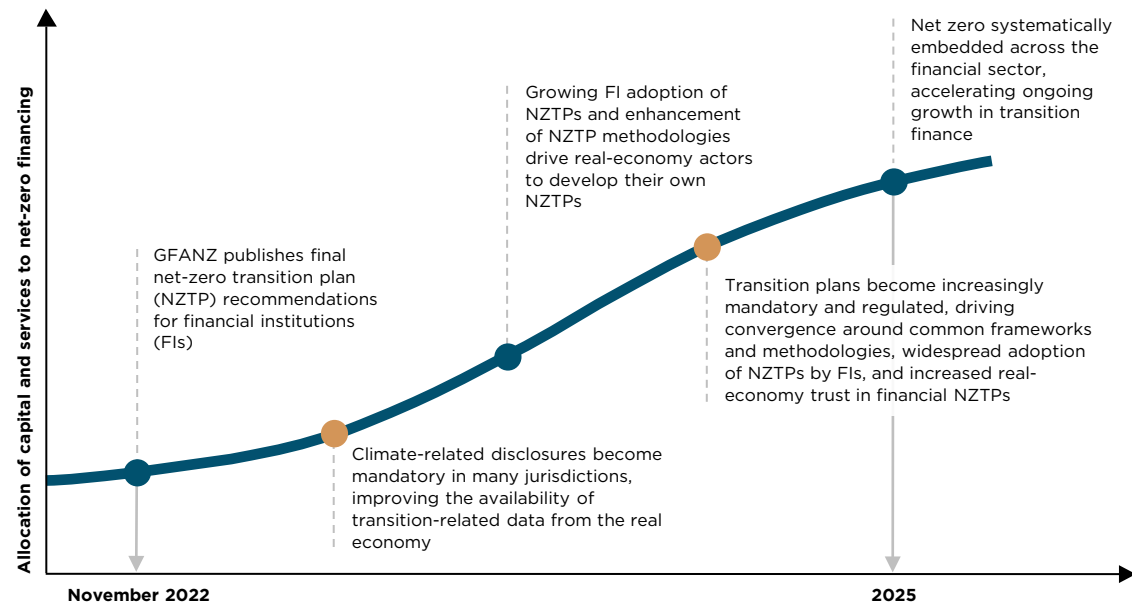 Allocation of capital and services to net-zero financing
GFANZ publishes final
net-zero transition plan
(NZTP) recommendations
for financial institutions
(FIs)
Climate-related disclosures become
mandatory in many jurisdictions,
improving the availability of
transition-related data from the real
economy
Growing FI adoption of
NZTPs and enhancement
of NZTP methodologies
drive real-economy actors
to develop their own
NZTPs
Transition plans become increasingly
mandatory and regulated, driving
convergence around common frameworks
and methodologies, widespread adoption
of NZTPs by FIs, and increased real-
economy trust in financial NZTPs
Net zero systematically
embedded across the
financial sector,
accelerating ongoing
growth in transition
finance
November 2022
2025